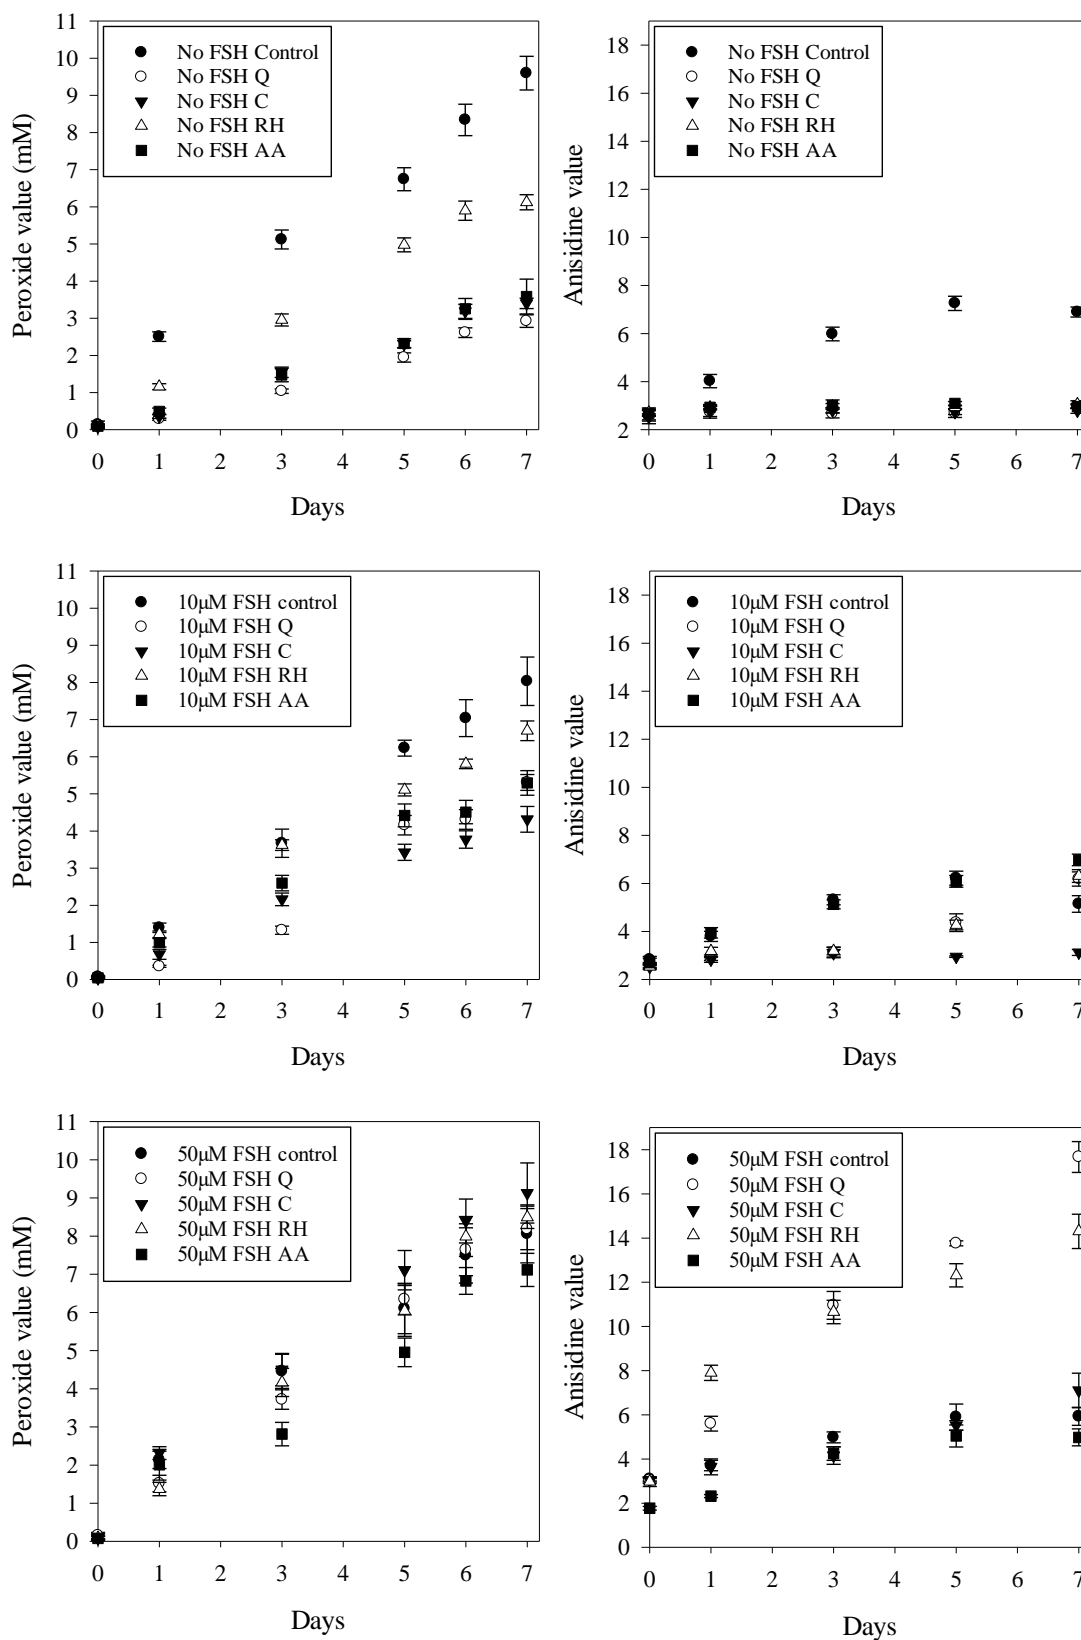 Peroxide value (mM)
11
10
9
8
7
6
5
4
3
2
1
0
No FSH Control
No FSH Q
No FSH C
No FSH RH
No FSH AA
0 1 2 3 4 5 6 7
Days
Anisidine value
18
16
14
12
10
8
6
4
2
No FSH Control
No FSH Q
No FSH C
No FSH RH
No FSH AA
0 1 2 3 4 5 6 7
Days
Peroxide value (mM)
11
10
9
8
7
6
5
4
3
2
1
0
10μM FSH control
10μM FSH Q
10μM FSH C
10μM FSH RH
10μM FSH AA
0 1 2 3 4 5 6 7
Days
Anisidine value
18
16
14
12
10
8
6
4
2
10μM FSH control
10μM FSH Q
10μM FSH C
10μM FSH RH
10μM FSH AA
0 1 2 3 4 5 6 7
Days
Peroxide value (mM)
11
10
9
8
7
6
5
4
3
2
1
0
50μM FSH control
50μM FSH Q
50μM FSH C
50μM FSH RH
50μM FSH AA
0 1 2 3 4 5 6 7
Days
Anisidine value
18
16
14
12
10
8
6
4
2
0
50μM FSH control
50μM FSH Q
50μM FSH C
50μM FSH RH
50μM FSH AA
0 1 2 3 4 5 6 7
Days